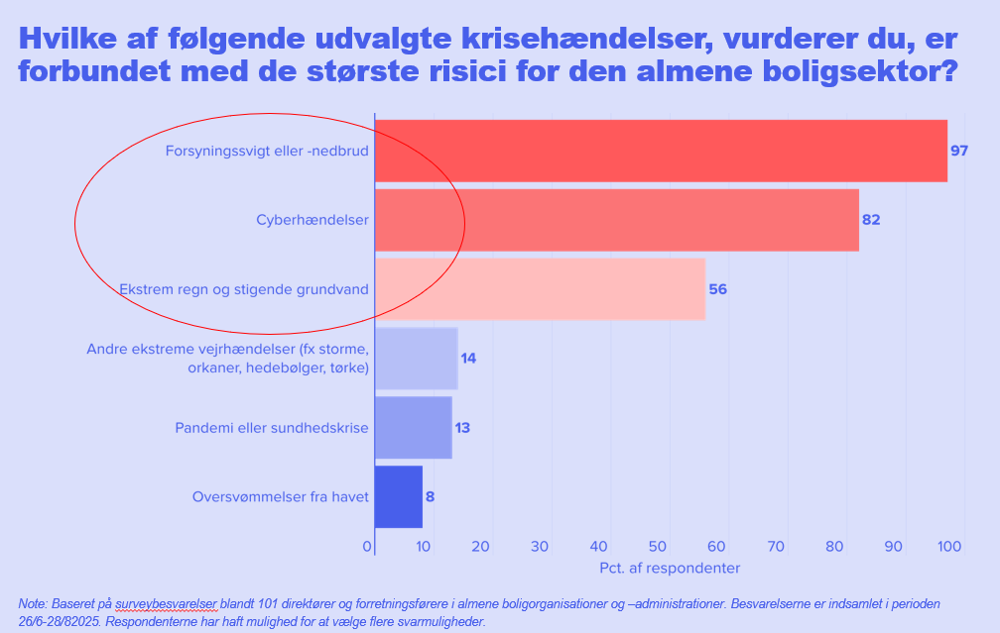 Hvilke af følgende udvalgte krisehændelser, vurderer du, er
forbundet med de største risici for den almene boligsektor?
Forsyningssvigt eller -nedbrud
97
Cyberhændelser
82
Ekstrem regn og stigende grundvand
56
Andre ekstreme vejrhændelser (fx storme,
orkaner, hedebølger, tørke)
14
Pandemi eller sundhedskrise
13
Oversvømmelser fra havet
8
0 10 20 30 40 50 60 70 80 90 100
Pct. af respondenter
Note: Baseret på surveybesvarelser blandt 101 direktører og forretningsførere i almene boligorganisationer og –administrationer. Besvarelserne er indsamlet i perioden
26/6-28/82025. Respondenterne har haft mulighed for at vælge flere svarmuligheder.